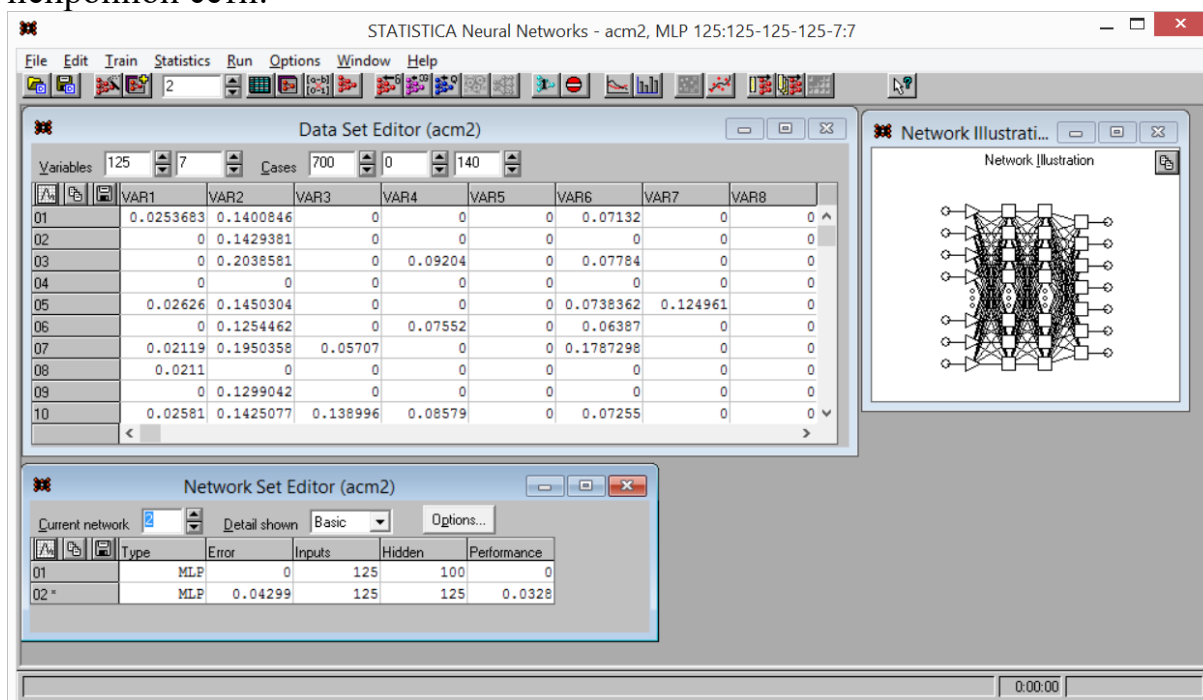 нейронной сети.
STATISTICA Neural Networks - acm2, MLP 125:125-125-125-7:7
File Edit Train Statistics Run Options Window Help
2
Data Set Editor (acm2)
Variables 125 7 Cases 700 0 140
VAR1 VAR2 VAR3 VAR4 VAR5 VAR6 VAR7 VAR8
01 0.0253683 0.1400846 0 0 0 0.07132 0 0
02 0 0.1429381 0 0 0 0 0 0
03 0 0.2038581 0 0.09204 0 0.07784 0 0
04 0 0 0 0 0 0 0 0
05 0.02626 0.1450304 0 0 0 0.0738362 0.124961 0
06 0 0.1254462 0 0.07552 0 0.06387 0 0
07 0.02119 0.1950358 0.05707 0 0 0.1787298 0 0
08 0.0211 0 0 0 0 0 0 0
09 0 0.1299042 0 0 0 0 0 0
10 0.02581 0.1425077 0.138996 0.08579 0 0.07255 0 0
Network Illustrati...
Network Illustration
Network Set Editor (acm2)
Current network 2 Detail shown Basic Options...
Type Error Inputs Hidden Performance
01 MLP 0 125 100 0
02 * MLP 0.04299 125 125 0.0328
0:00:00